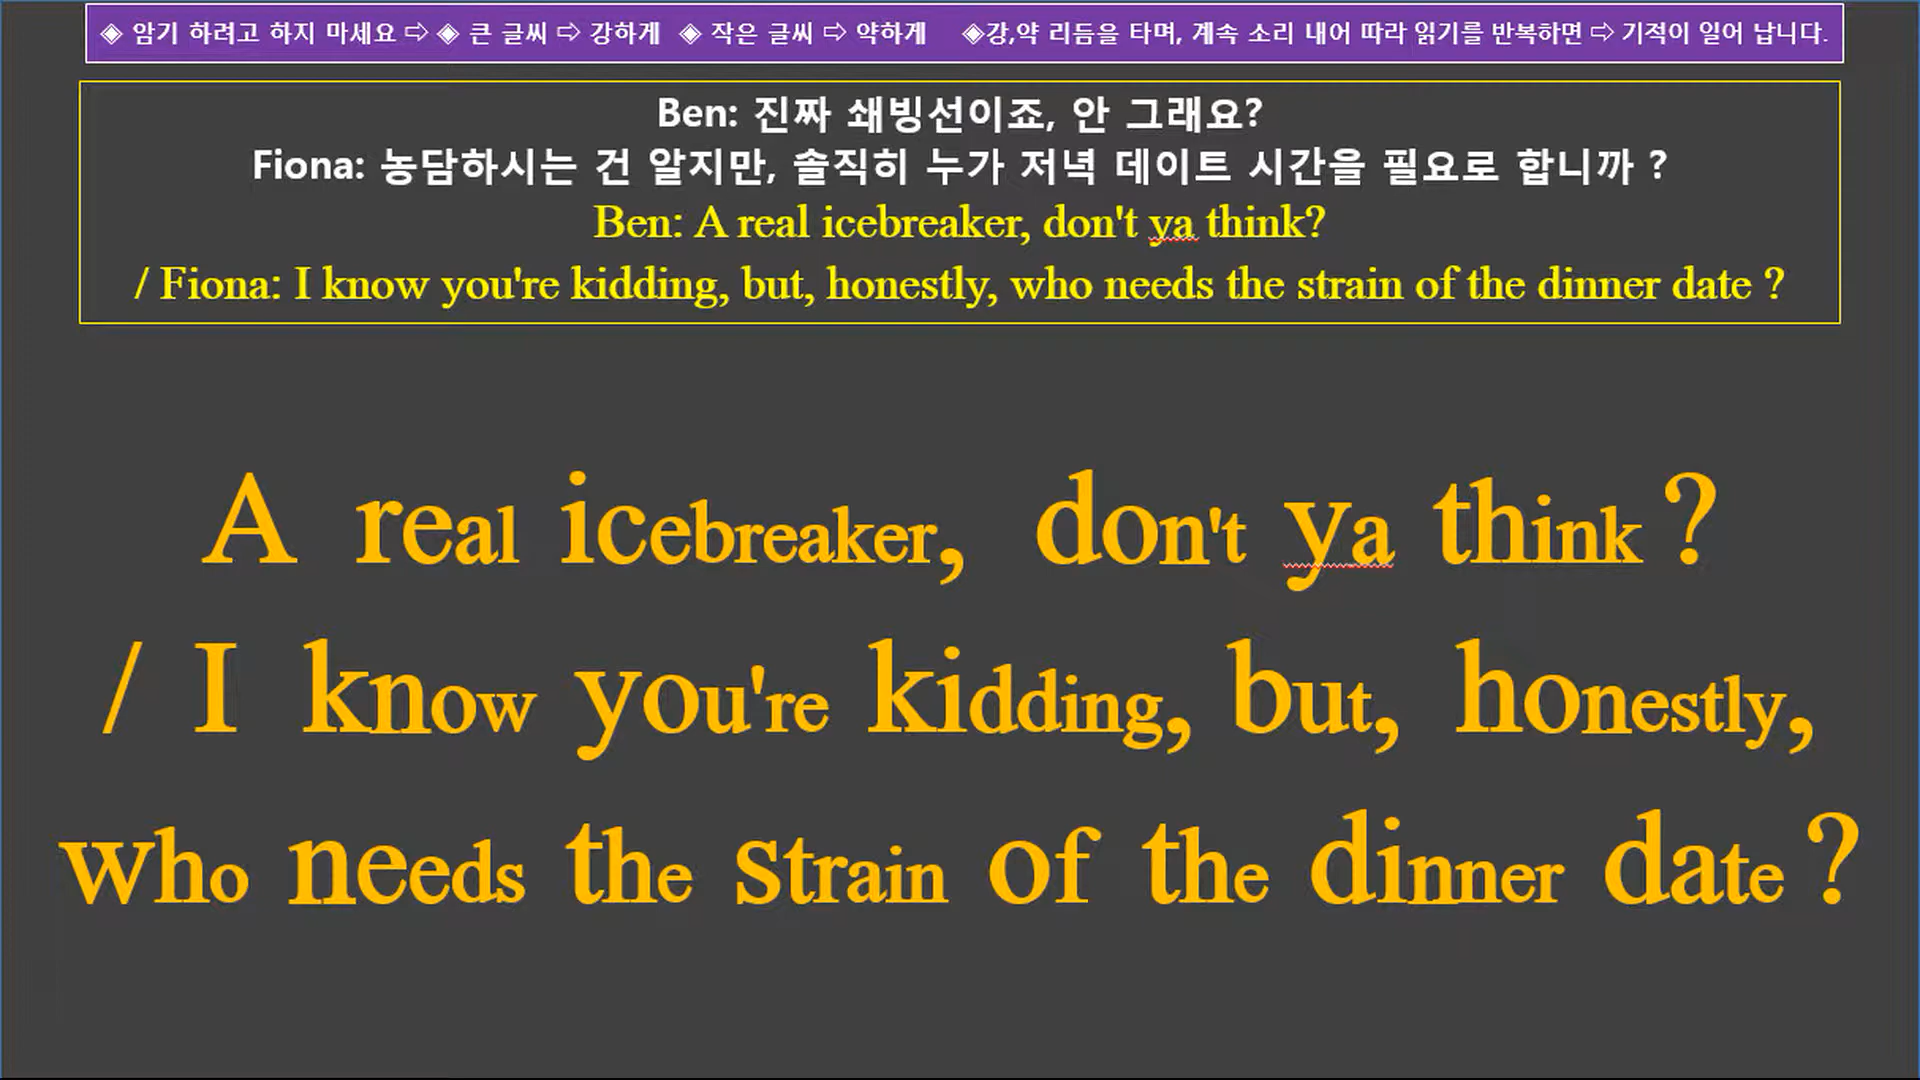 ◈ 암기 하려고 하지 마세요 ⇨ ◈ 큰 글씨 ⇨ 강하게 ◈ 작은 글씨 ⇨ 약하게 ◈강,약 리듬을 타며, 계속 소리 내어 따라 읽기를 반복하면 ⇨ 기적이 일어 납니다.
Ben: 진짜 쇄빙선이죠, 안 그래요?
Fiona: 농담하시는 건 알지만, 솔직히 누가 저녁 데이트 시간을 필요로 합니까 ?
Ben: A real icebreaker, don't ya think?
/ Fiona: I know you're kidding, but, honestly, who needs the strain of the dinner date ?
A real icebreaker, don't ya think ?
/ I know you're kidding, but, honestly,
who needs the strain of the dinner date ?